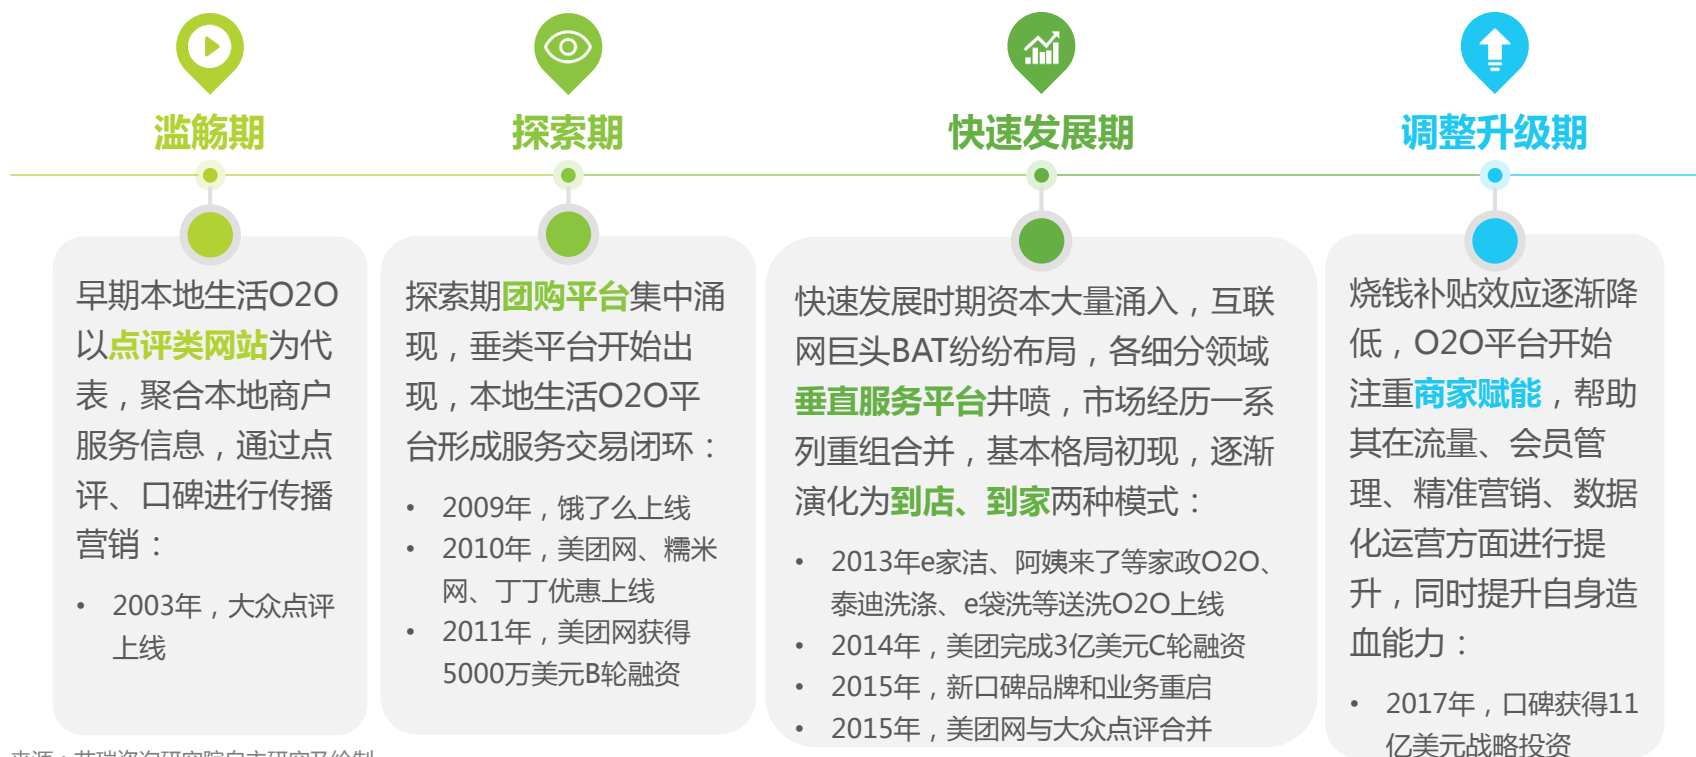 滥觞期
早期本地生活O2O
以点评类网站为代
表，聚合本地商户
服务信息，通过点
评、口碑进行传播
营销：
• 2003年，大众点评
上线
探索期
探索期团购平台集中涌
现，垂类平台开始出
现，本地生活O2O平
台形成服务交易闭环：
• 2009年，饿了么上线
• 2010年，美团网、糯米
网、丁丁优惠上线
• 2011年，美团网获得
5000万美元B轮融资
快速发展期
快速发展时期资本大量涌入，互联
网巨头BAT纷纷布局，各细分领域
垂直服务平台井喷，市场经历一系
列重组合并，基本格局初现，逐渐
演化为到店、到家两种模式：
• 2013年e家洁、阿姨来了等家政O2O、
泰迪洗涤、e袋洗等送洗O2O上线
• 2014年，美团完成3亿美元C轮融资
• 2015年，新口碑品牌和业务重启
• 2015年，美团网与大众点评合并
调整升级期
烧钱补贴效应逐渐降
低，O2O平台开始
注重商家赋能，帮助
其在流量、会员管
理、精准营销、数据
化运营方面进行提
升，同时提升自身造
血能力：
• 2017年，口碑获得11
亿美元战略投资
来源：艾瑞咨询研究院自主研究及绘制